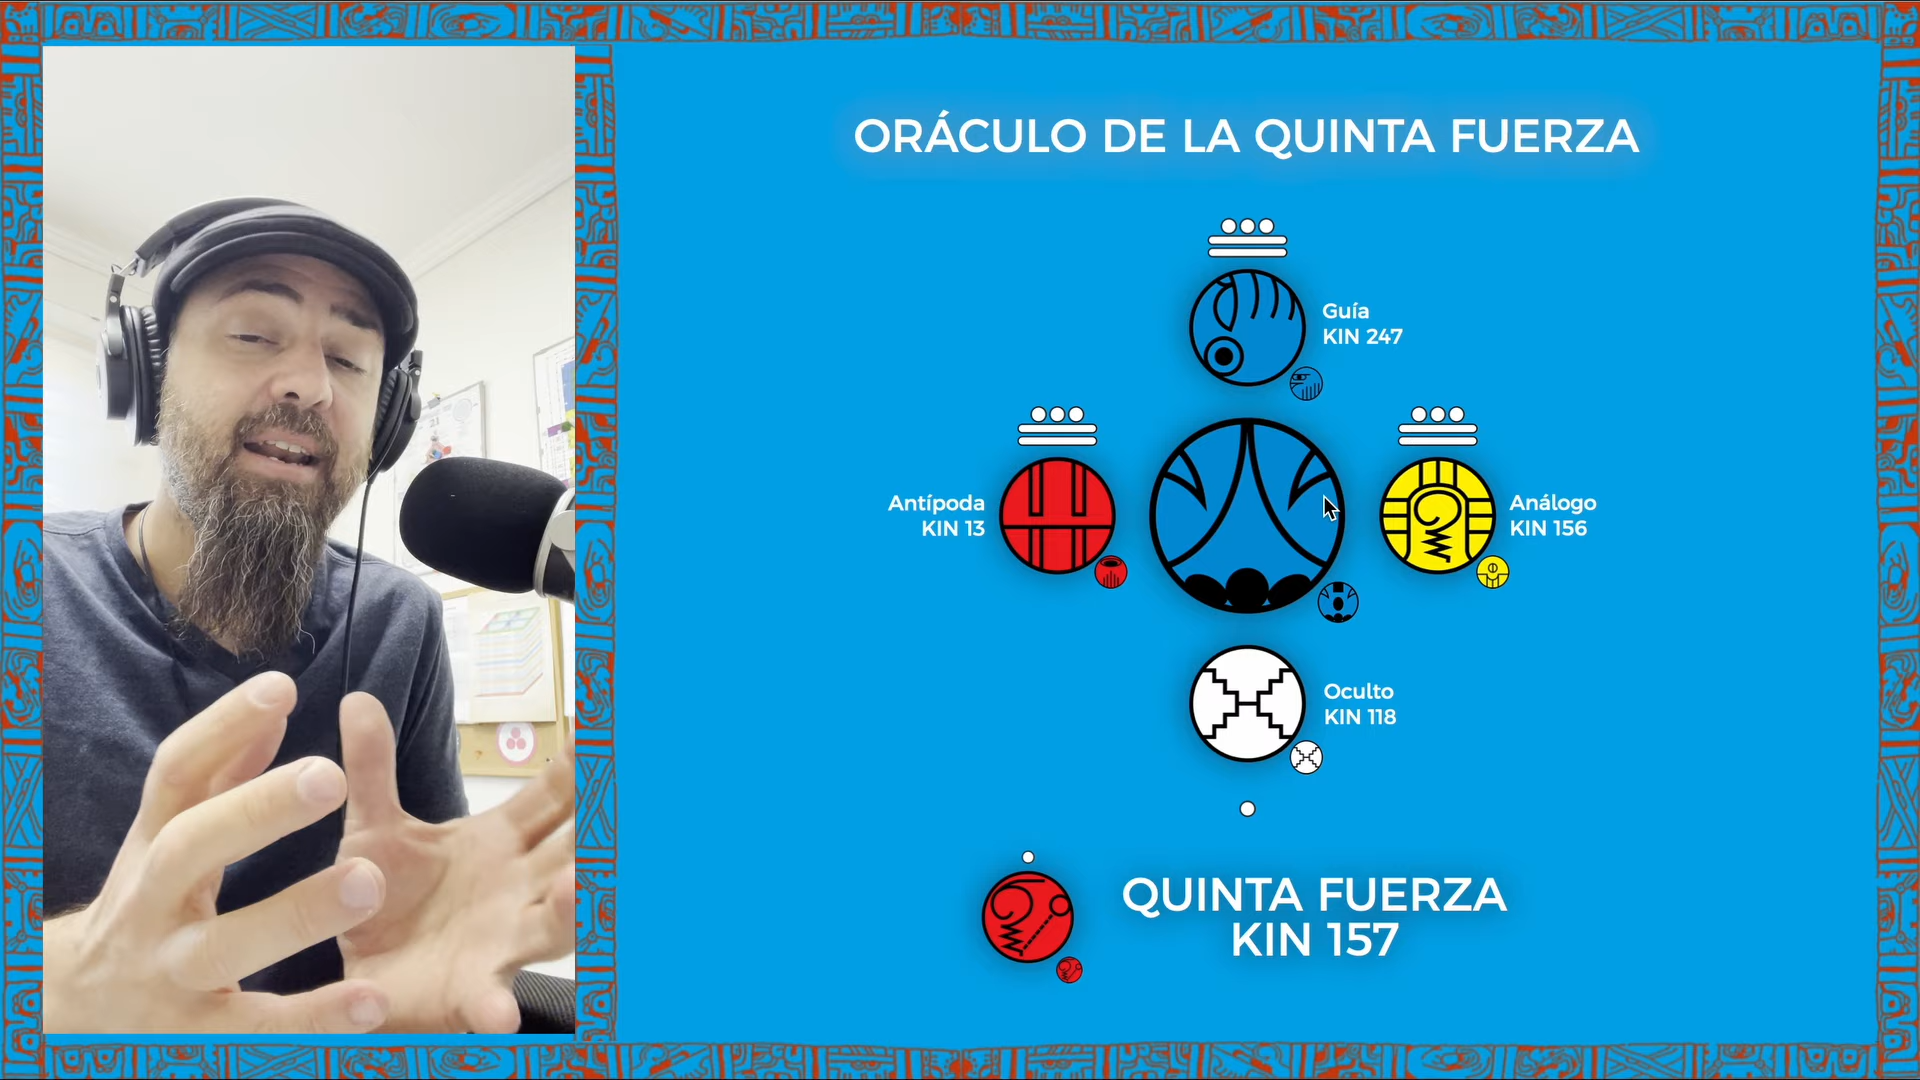 ORÁCULO DE LA QUINTA FUERZA
Guía
KIN 247
Antípoda
KIN 13
Análogo
KIN 156
Oculto
KIN 118
QUINTA FUERZA
KIN 157